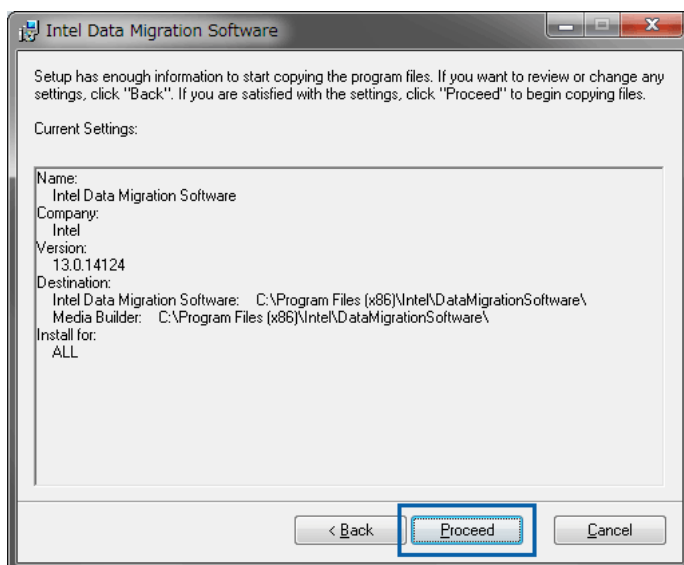 Intel Data Migration Software
Setup has enough information to start copying the program files. If you want to review or change any
settings, click "Back". If you are satisfied with the settings, click "Proceed" to begin copying files.
Current Settings:
Name:
Intel Data Migration Software
Company:
Intel
Version:
13.0.14124
Destination:
Intel Data Migration Software: C:\Program Files (x86)\Intel\DataMigrationSoftware\
Media Builder: C:\Program Files (x86)\Intel\DataMigrationSoftware\
Install for:
ALL
< Back Proceed Cancel